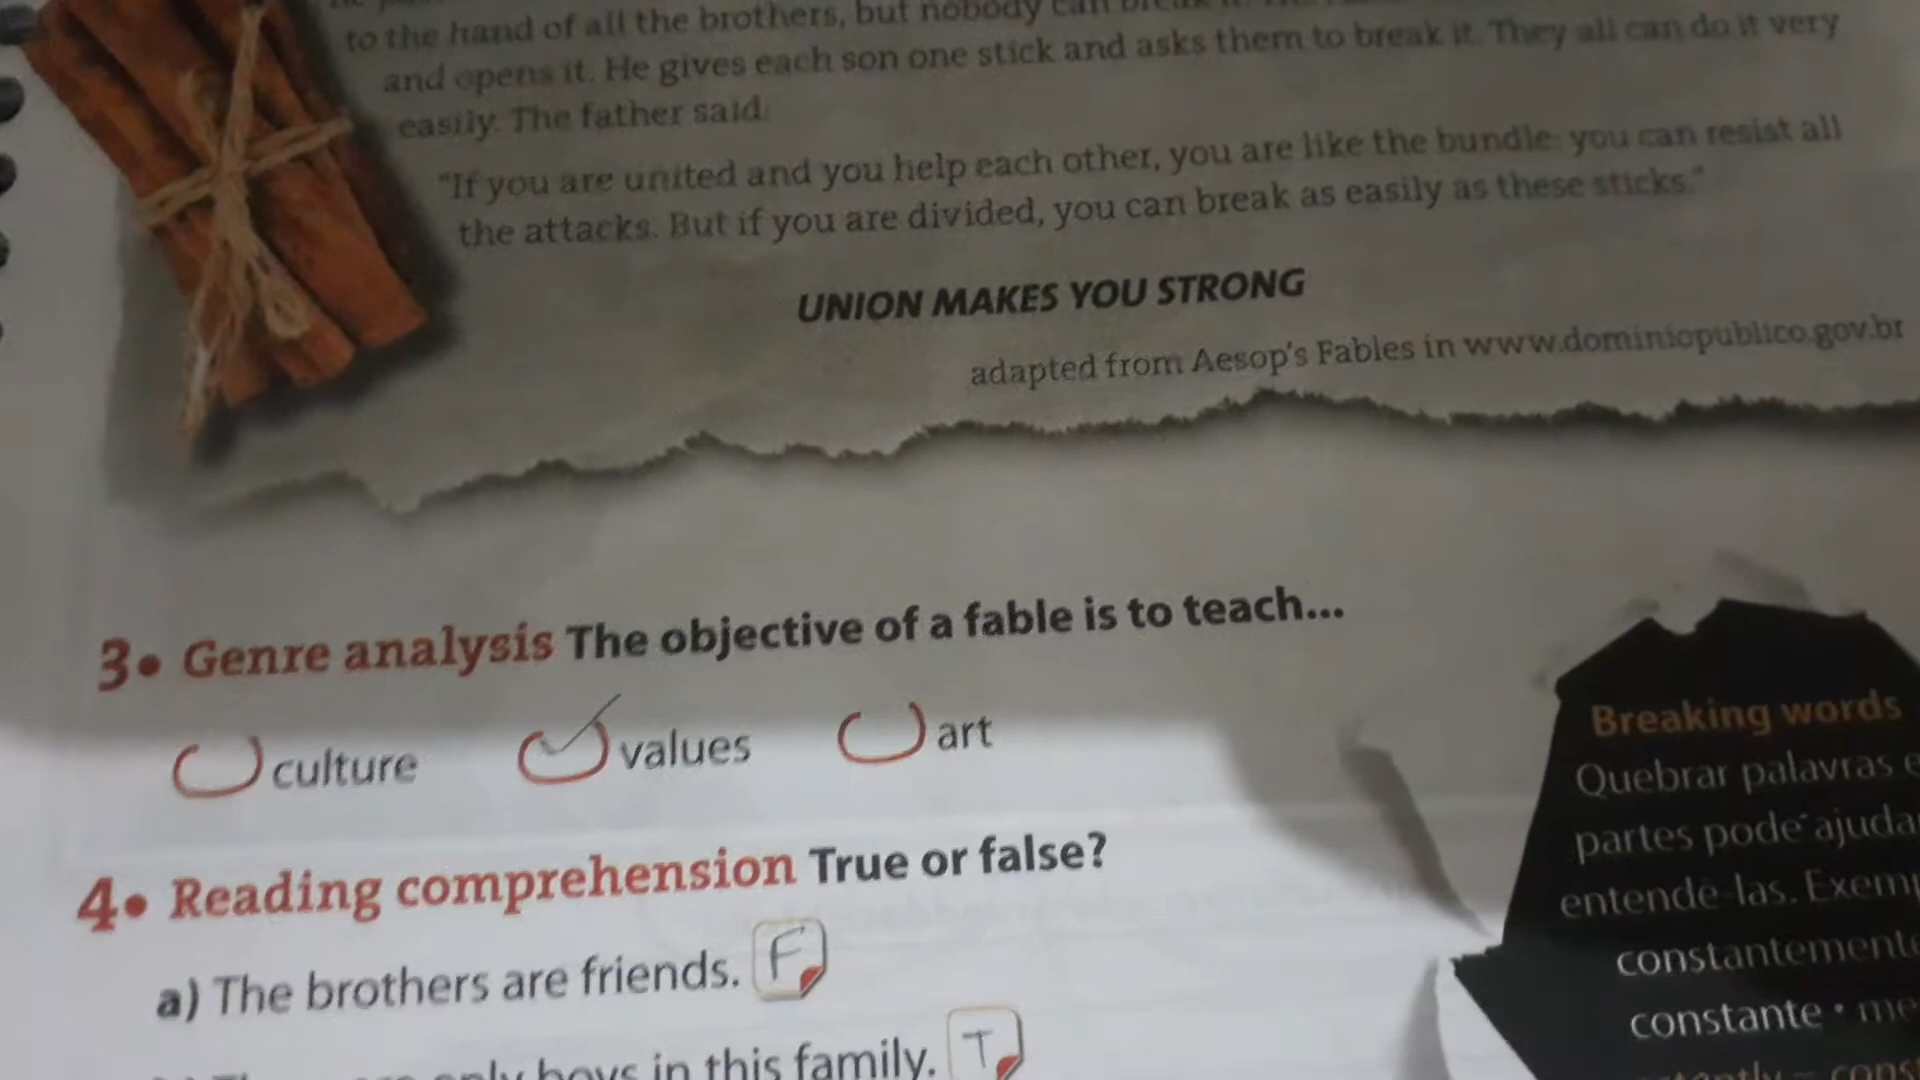 to the hand of all the brothers, but nobody can break it.
and opens it. He gives each son one stick and asks them to break it. They all can do it very
easily. The father said:
"If you are united and you help each other, you are like the bundle: you can resist all
the attacks. But if you are divided, you can break as easily as these sticks."
UNION MAKES YOU STRONG
adapted from Aesop's Fables in www.dominiopublico.gov.br
3• Genre analysis The objective of a fable is to teach...
culture values art
4• Reading comprehension True or false?
a) The brothers are friends. F
only boys in this family. T
Breaking words
Quebrar palavras e
partes pode ajuda
entendê-las. Exem
constantemente
constante • me